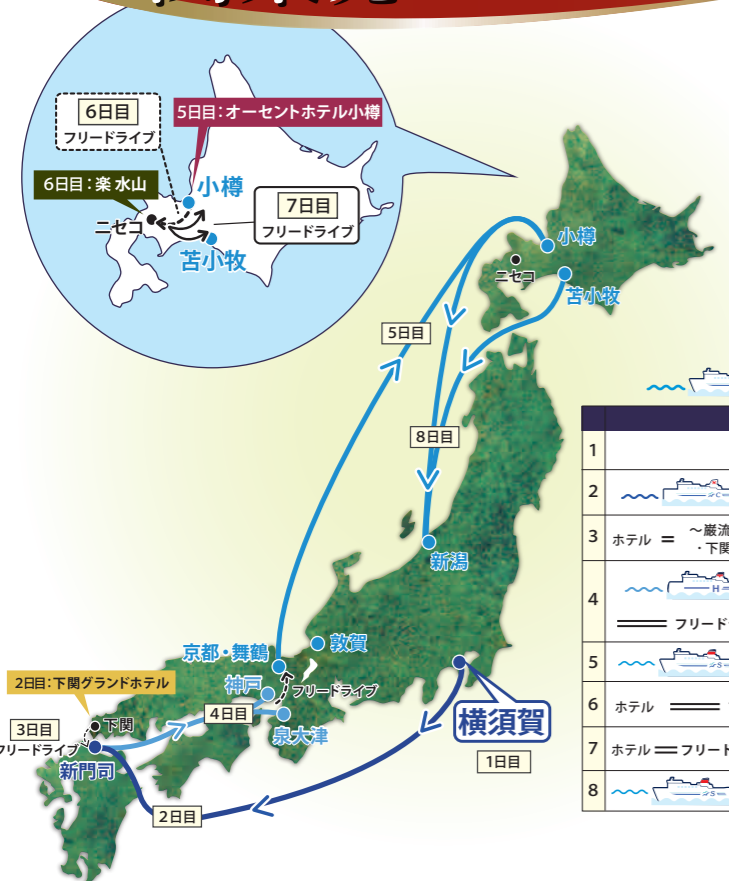 6日目
フリードライブ
5日目：オーセントホテル小樽
6日目：楽 水山
小樽
ニセコ
7日目
フリードライブ
苫小牧
小樽
ニセコ
苫小牧
5日目
8日目
新潟
敦賀
京都・舞鶴
神戸
フリードライブ
4日目
泉大津
2日目：下関グランドホテル
3日目
フリードライブ
下関
新門司
横須賀
1日目
2日目
1
2
3 ホテル ＝ ～巌流
・下関
4 H
フリード
5 S
6 ホテル
7 ホテル＝フリード
8 S